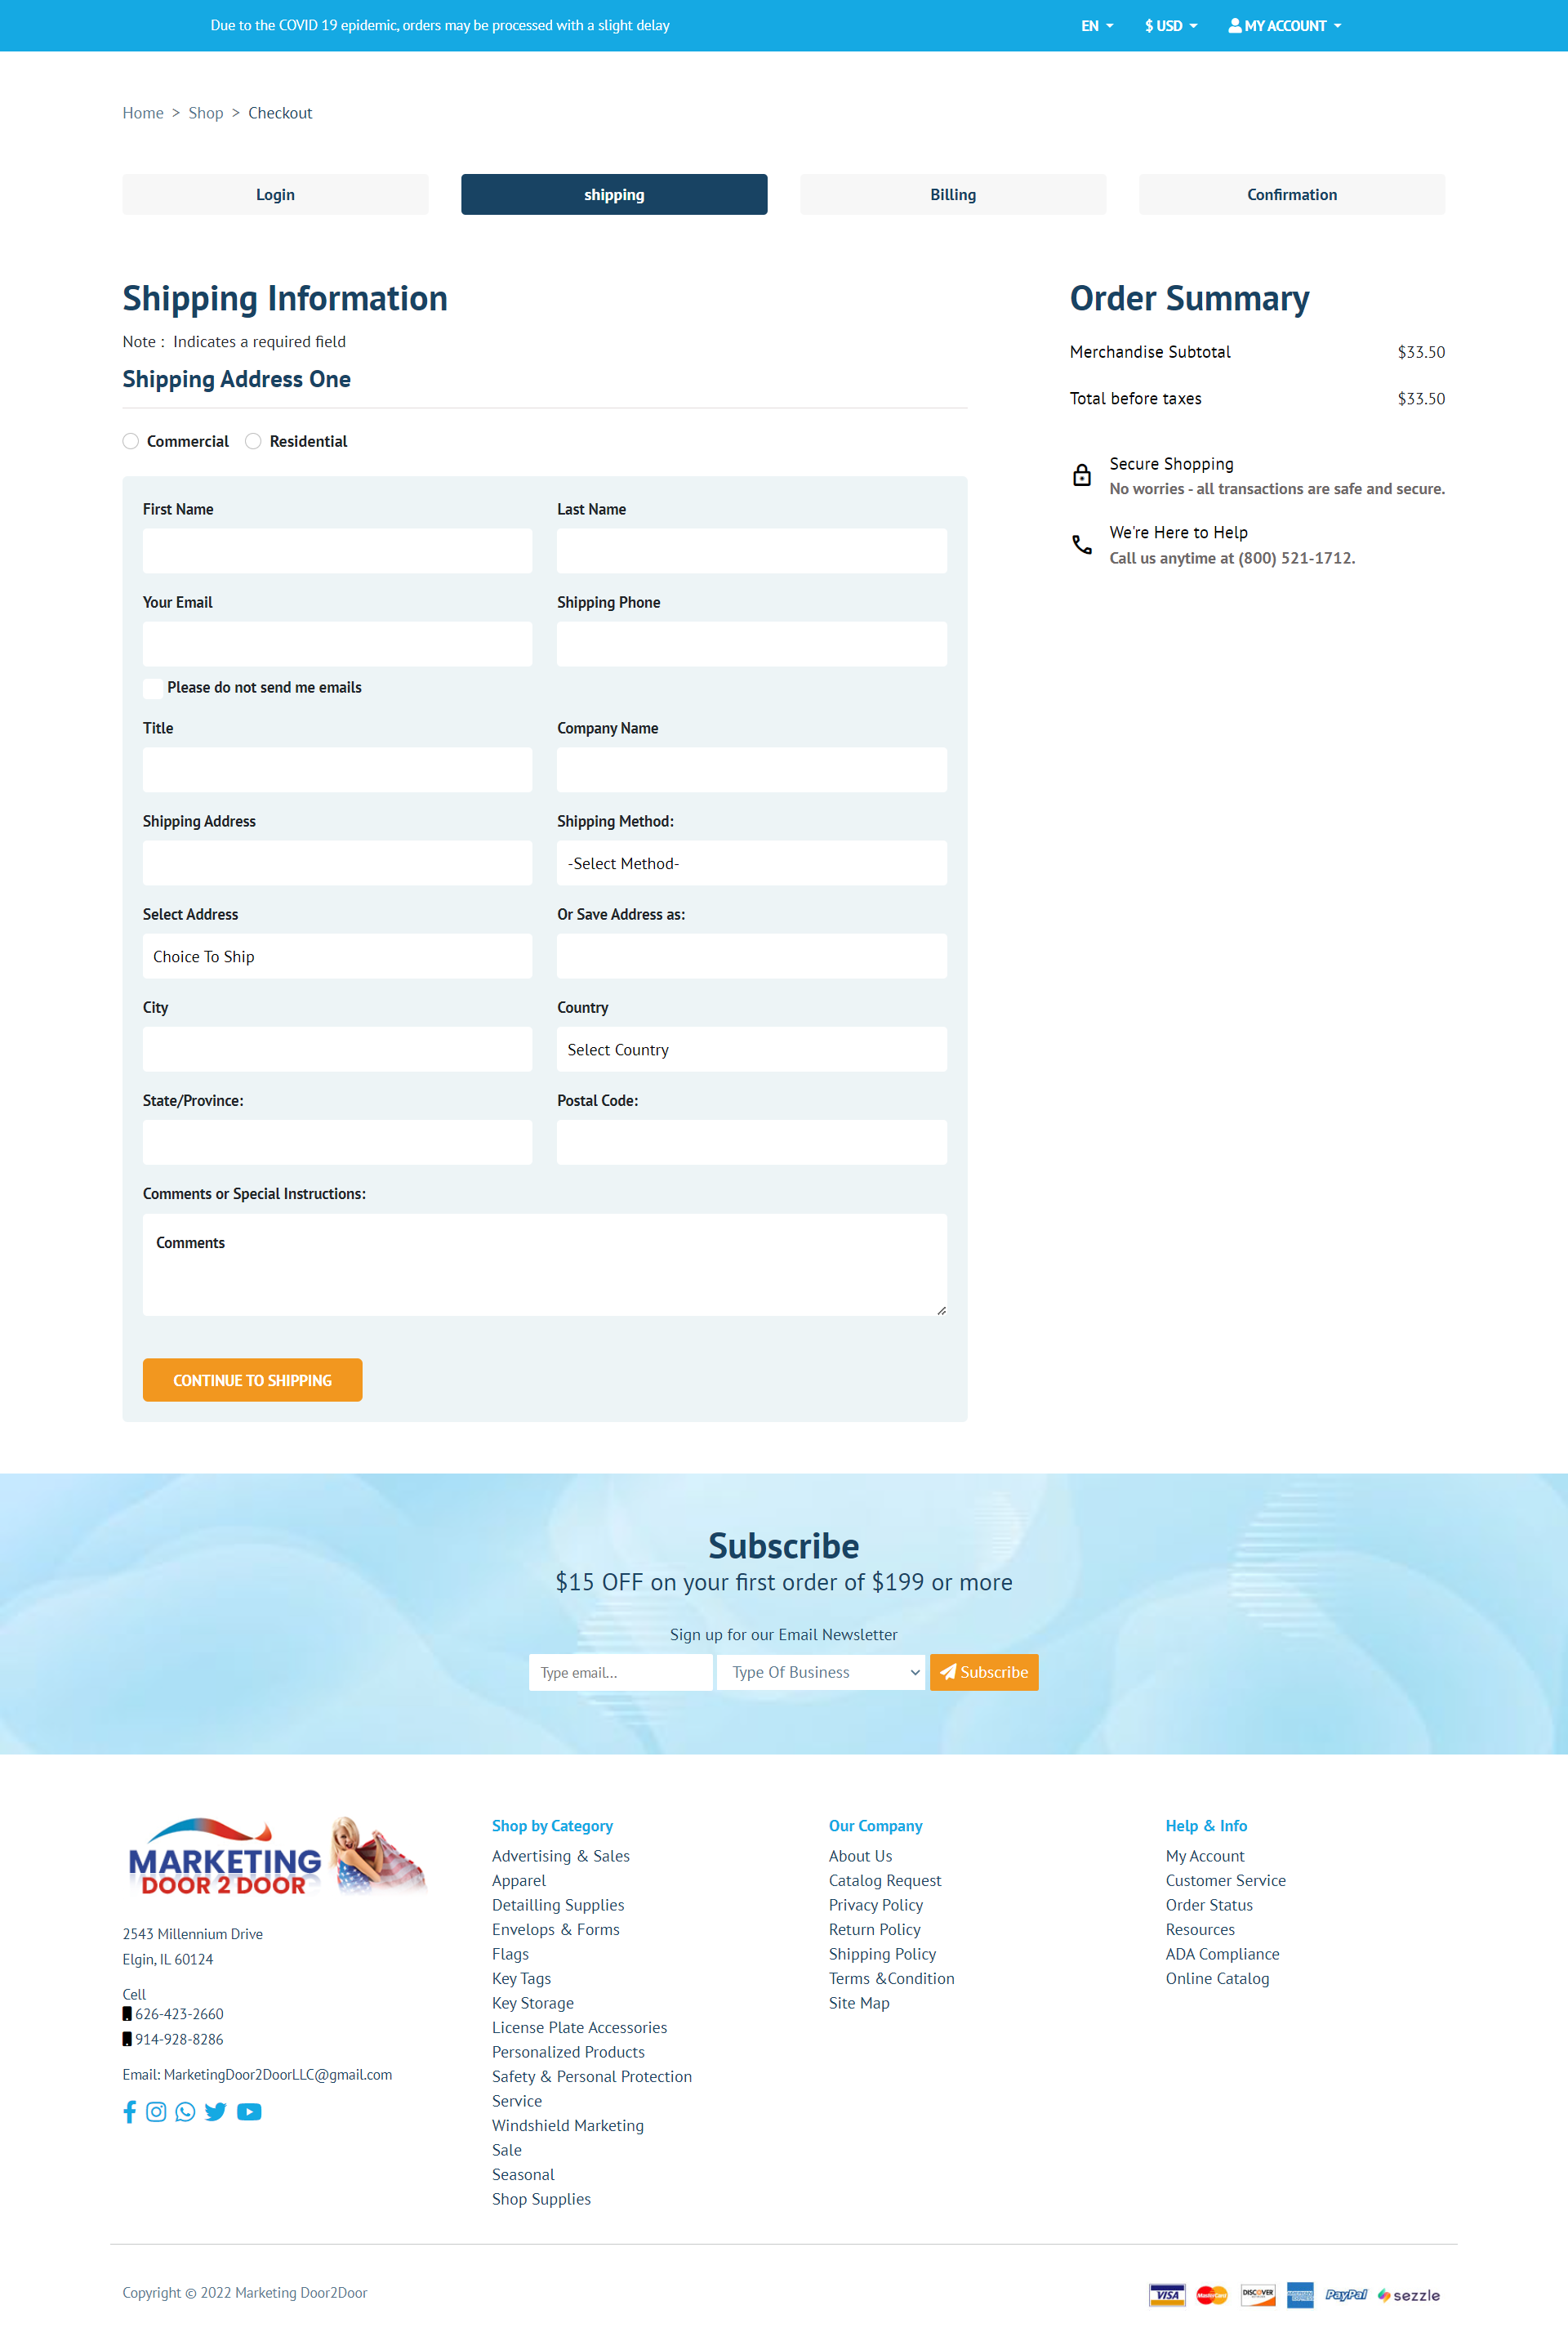 Due to the COVID 19 epidemic, orders may be processed with a slight delay
EN
$ USD
MY ACCOUNT
Home > Shop > Checkout
Login
shipping
Billing
Confirmation
Shipping Information
Note : Indicates a required field
Shipping Address One
Commercial
Residential
First Name
Last Name
Your Email
Shipping Phone
Please do not send me emails
Title
Company Name
Shipping Address
Shipping Method:
-Select Method-
Select Address
Or Save Address as:
Choice To Ship
City
Country
Select Country
State/Province:
Postal Code:
Comments or Special Instructions:
Comments
CONTINUE TO SHIPPING
Order Summary
Merchandise Subtotal $33.50
Total before taxes $33.50
Secure Shopping
No worries - all transactions are safe and secure.
We're Here to Help
Call us anytime at (800) 521-1712.
Subscribe
$15 OFF on your first order of $199 or more
Sign up for our Email Newsletter
Type email...
Type Of Business
Subscribe
MARKETING
DOOR 2 DOOR
2543 Millennium Drive
Elgin, IL 60124
Cell
626-423-2660
914-928-8286
Email: MarketingDoor2DoorLLC@gmail.com
Shop by Category
Advertising & Sales
Apparel
Detailling Supplies
Envelops & Forms
Flags
Key Tags
Key Storage
License Plate Accessories
Personalized Products
Safety & Personal Protection
Service
Windshield Marketing
Sale
Seasonal
Shop Supplies
Our Company
About Us
Catalog Request
Privacy Policy
Return Policy
Shipping Policy
Terms &Condition
Site Map
Help & Info
My Account
Customer Service
Order Status
Resources
ADA Compliance
Online Catalog
Copyright © 2022 Marketing Door2Door
VISA
MasterCard
DISCOVER
AMERICAN EXPRESS
PayPal
sezzle